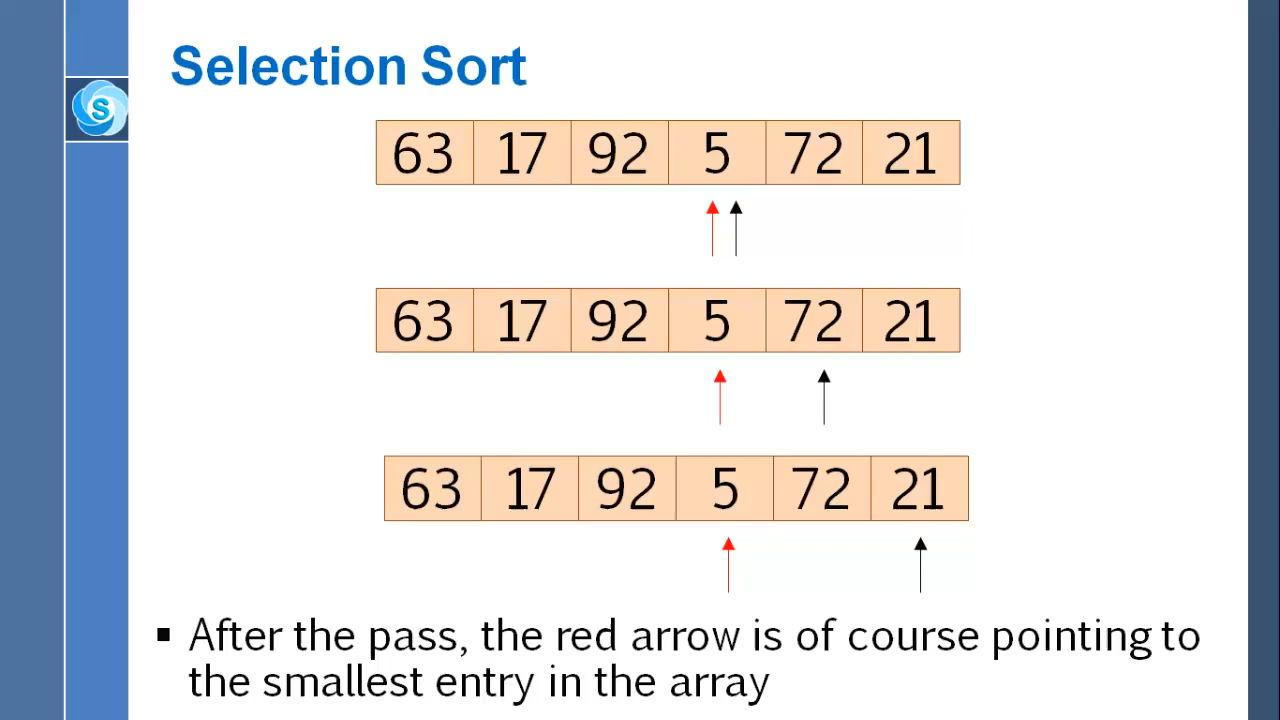 Selection Sort
S
63 17 92 5 72 21
63 17 92 5 72 21
63 17 92 5 72 21
▪ After the pass, the red arrow is of course pointing to
the smallest entry in the array